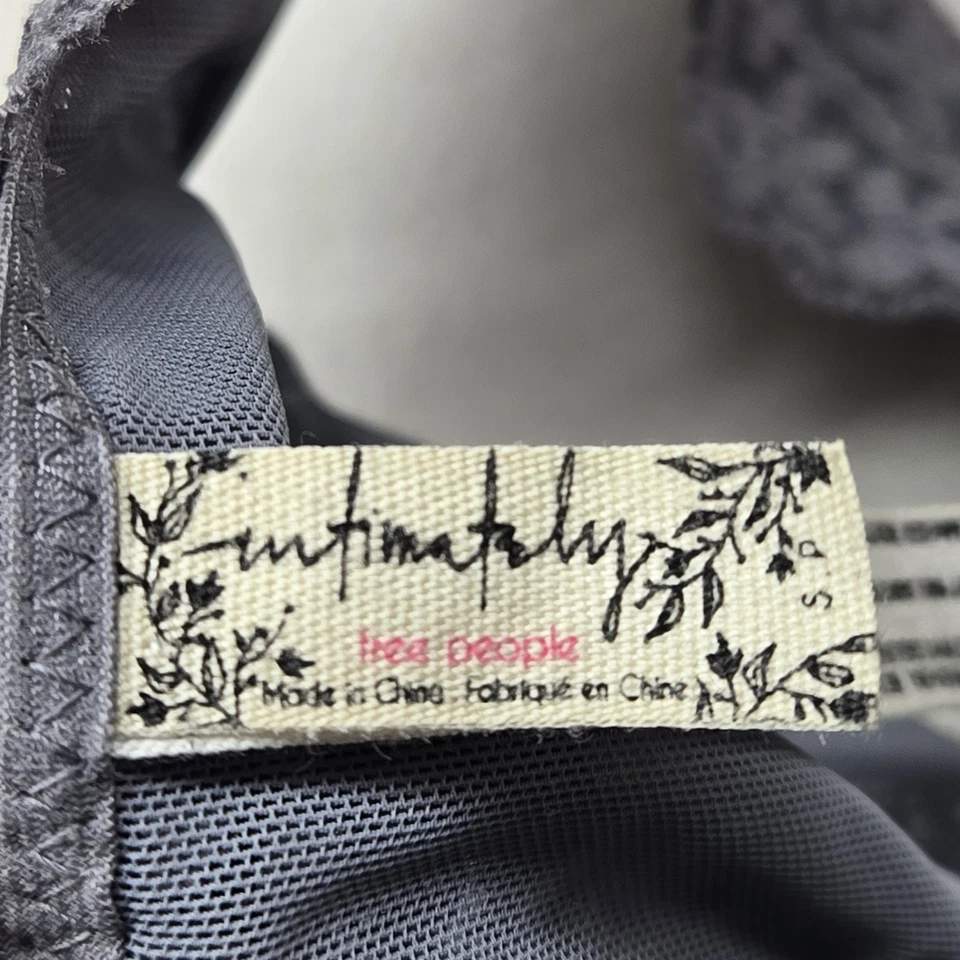 intimately
free people
Made in China . Fabriqué en Chine
S P